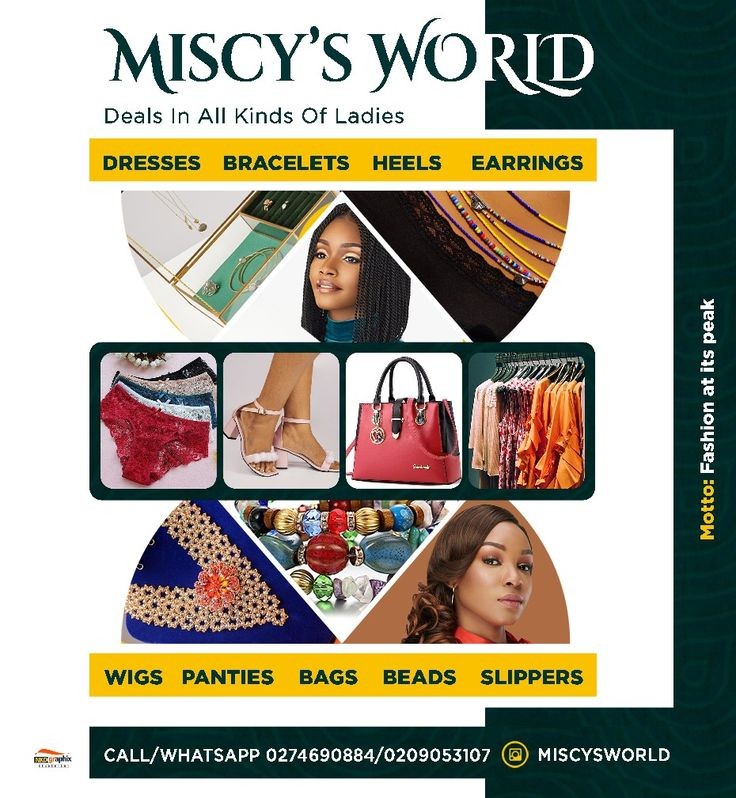 MISCY'S WORLD
Deals In All Kinds Of Ladies
DRESSES BRACELETS HEELS EARRINGS
Motto: Fashion at its peak
WIGS PANTIES BAGS BEADS SLIPPERS
CALL/WHATSAPP 0274690884/0209053107 MISCYSWORLD